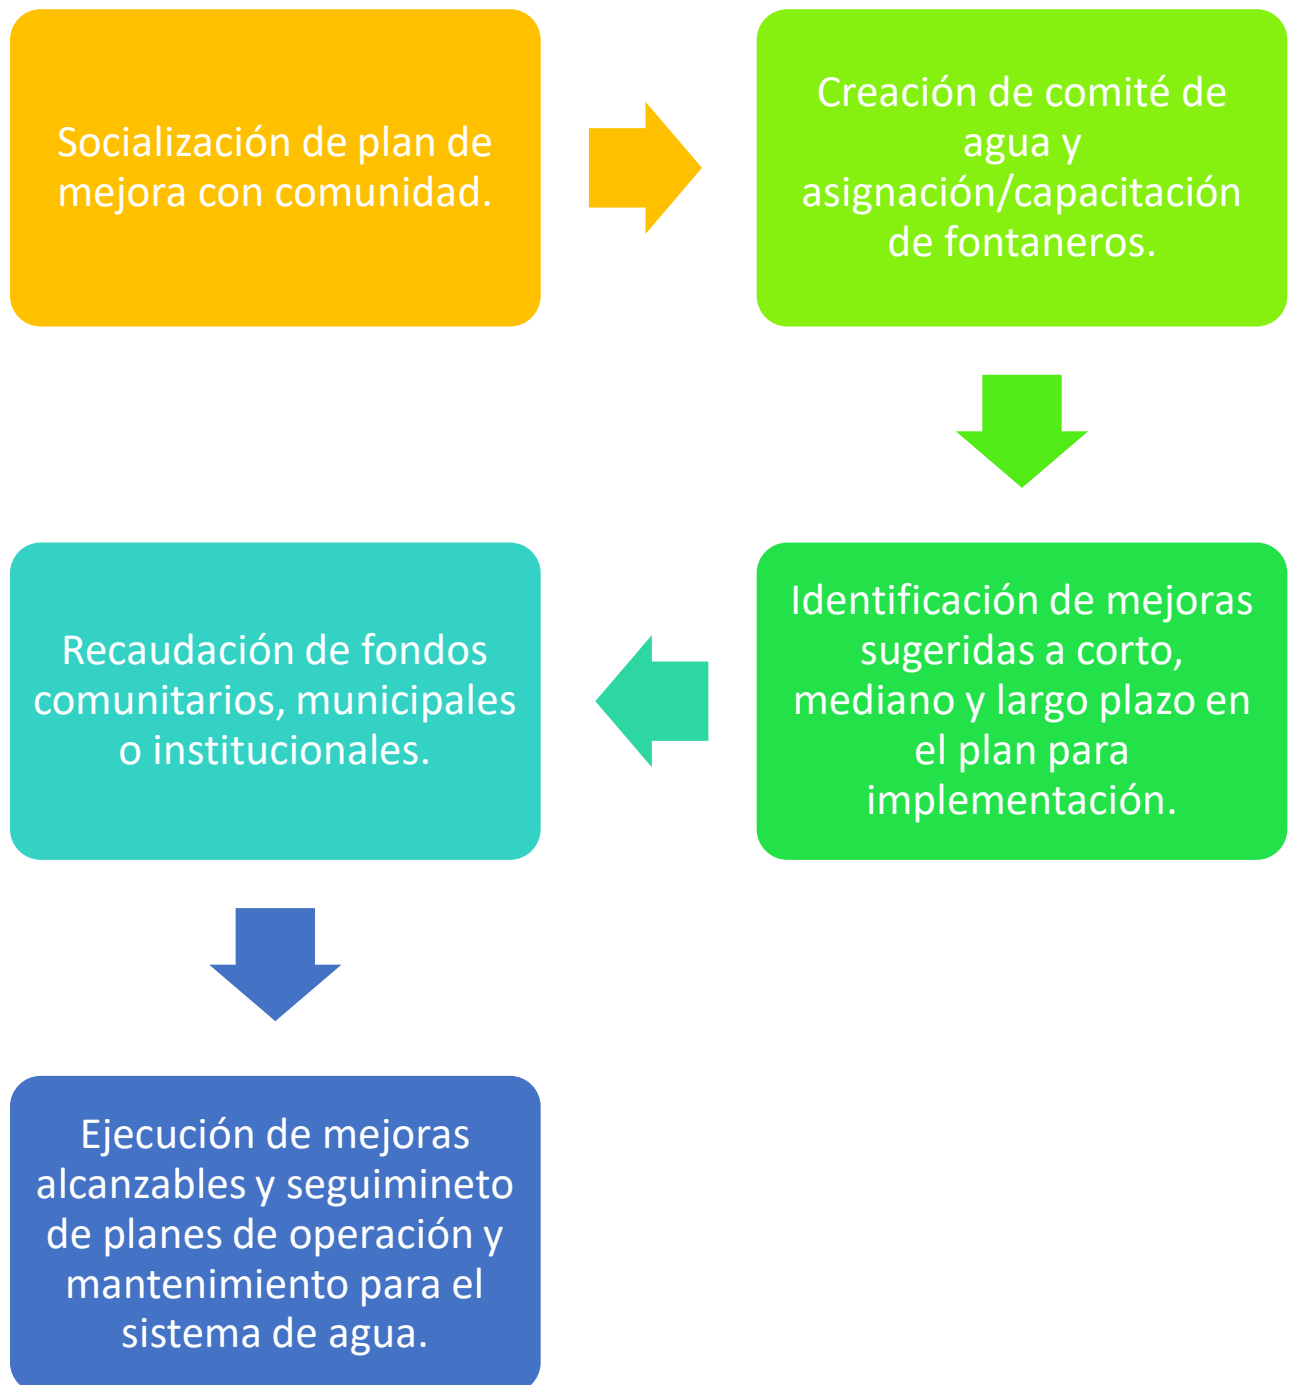 Socialización de plan de
mejora con comunidad.
Creación de comité de
agua y
asignación/capacitación
de fontaneros.
Identificación de mejoras
sugeridas a corto,
mediano y largo plazo en
el plan para
implementación.
Recaudación de fondos
comunitarios, municipales
o institucionales.
Ejecución de mejoras
alcanzables y seguimineto
de planes de operación y
mantenimiento para el
sistema de agua.